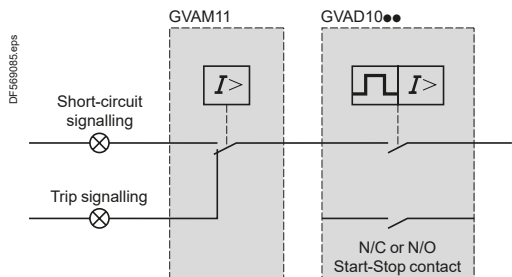 GVAM11
GVAD10●●
DF569085.eps
I>
I>
Short-circuit
signalling
Trip signalling
N/C or N/O
Start-Stop contact